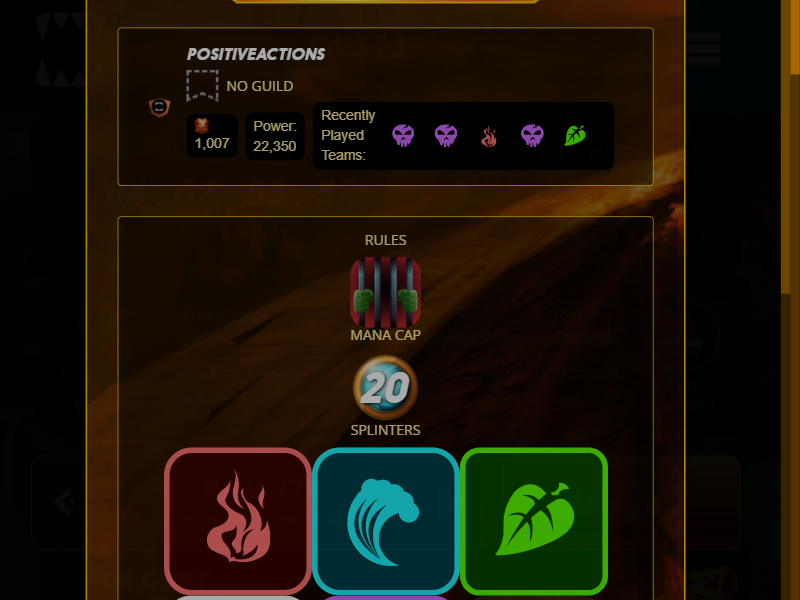 POSITIVEACTIONS
NO GUILD
1,007
Power:
22,350
Recently
Played
Teams:
RULES
MANA CAP
20
SPLINTERS